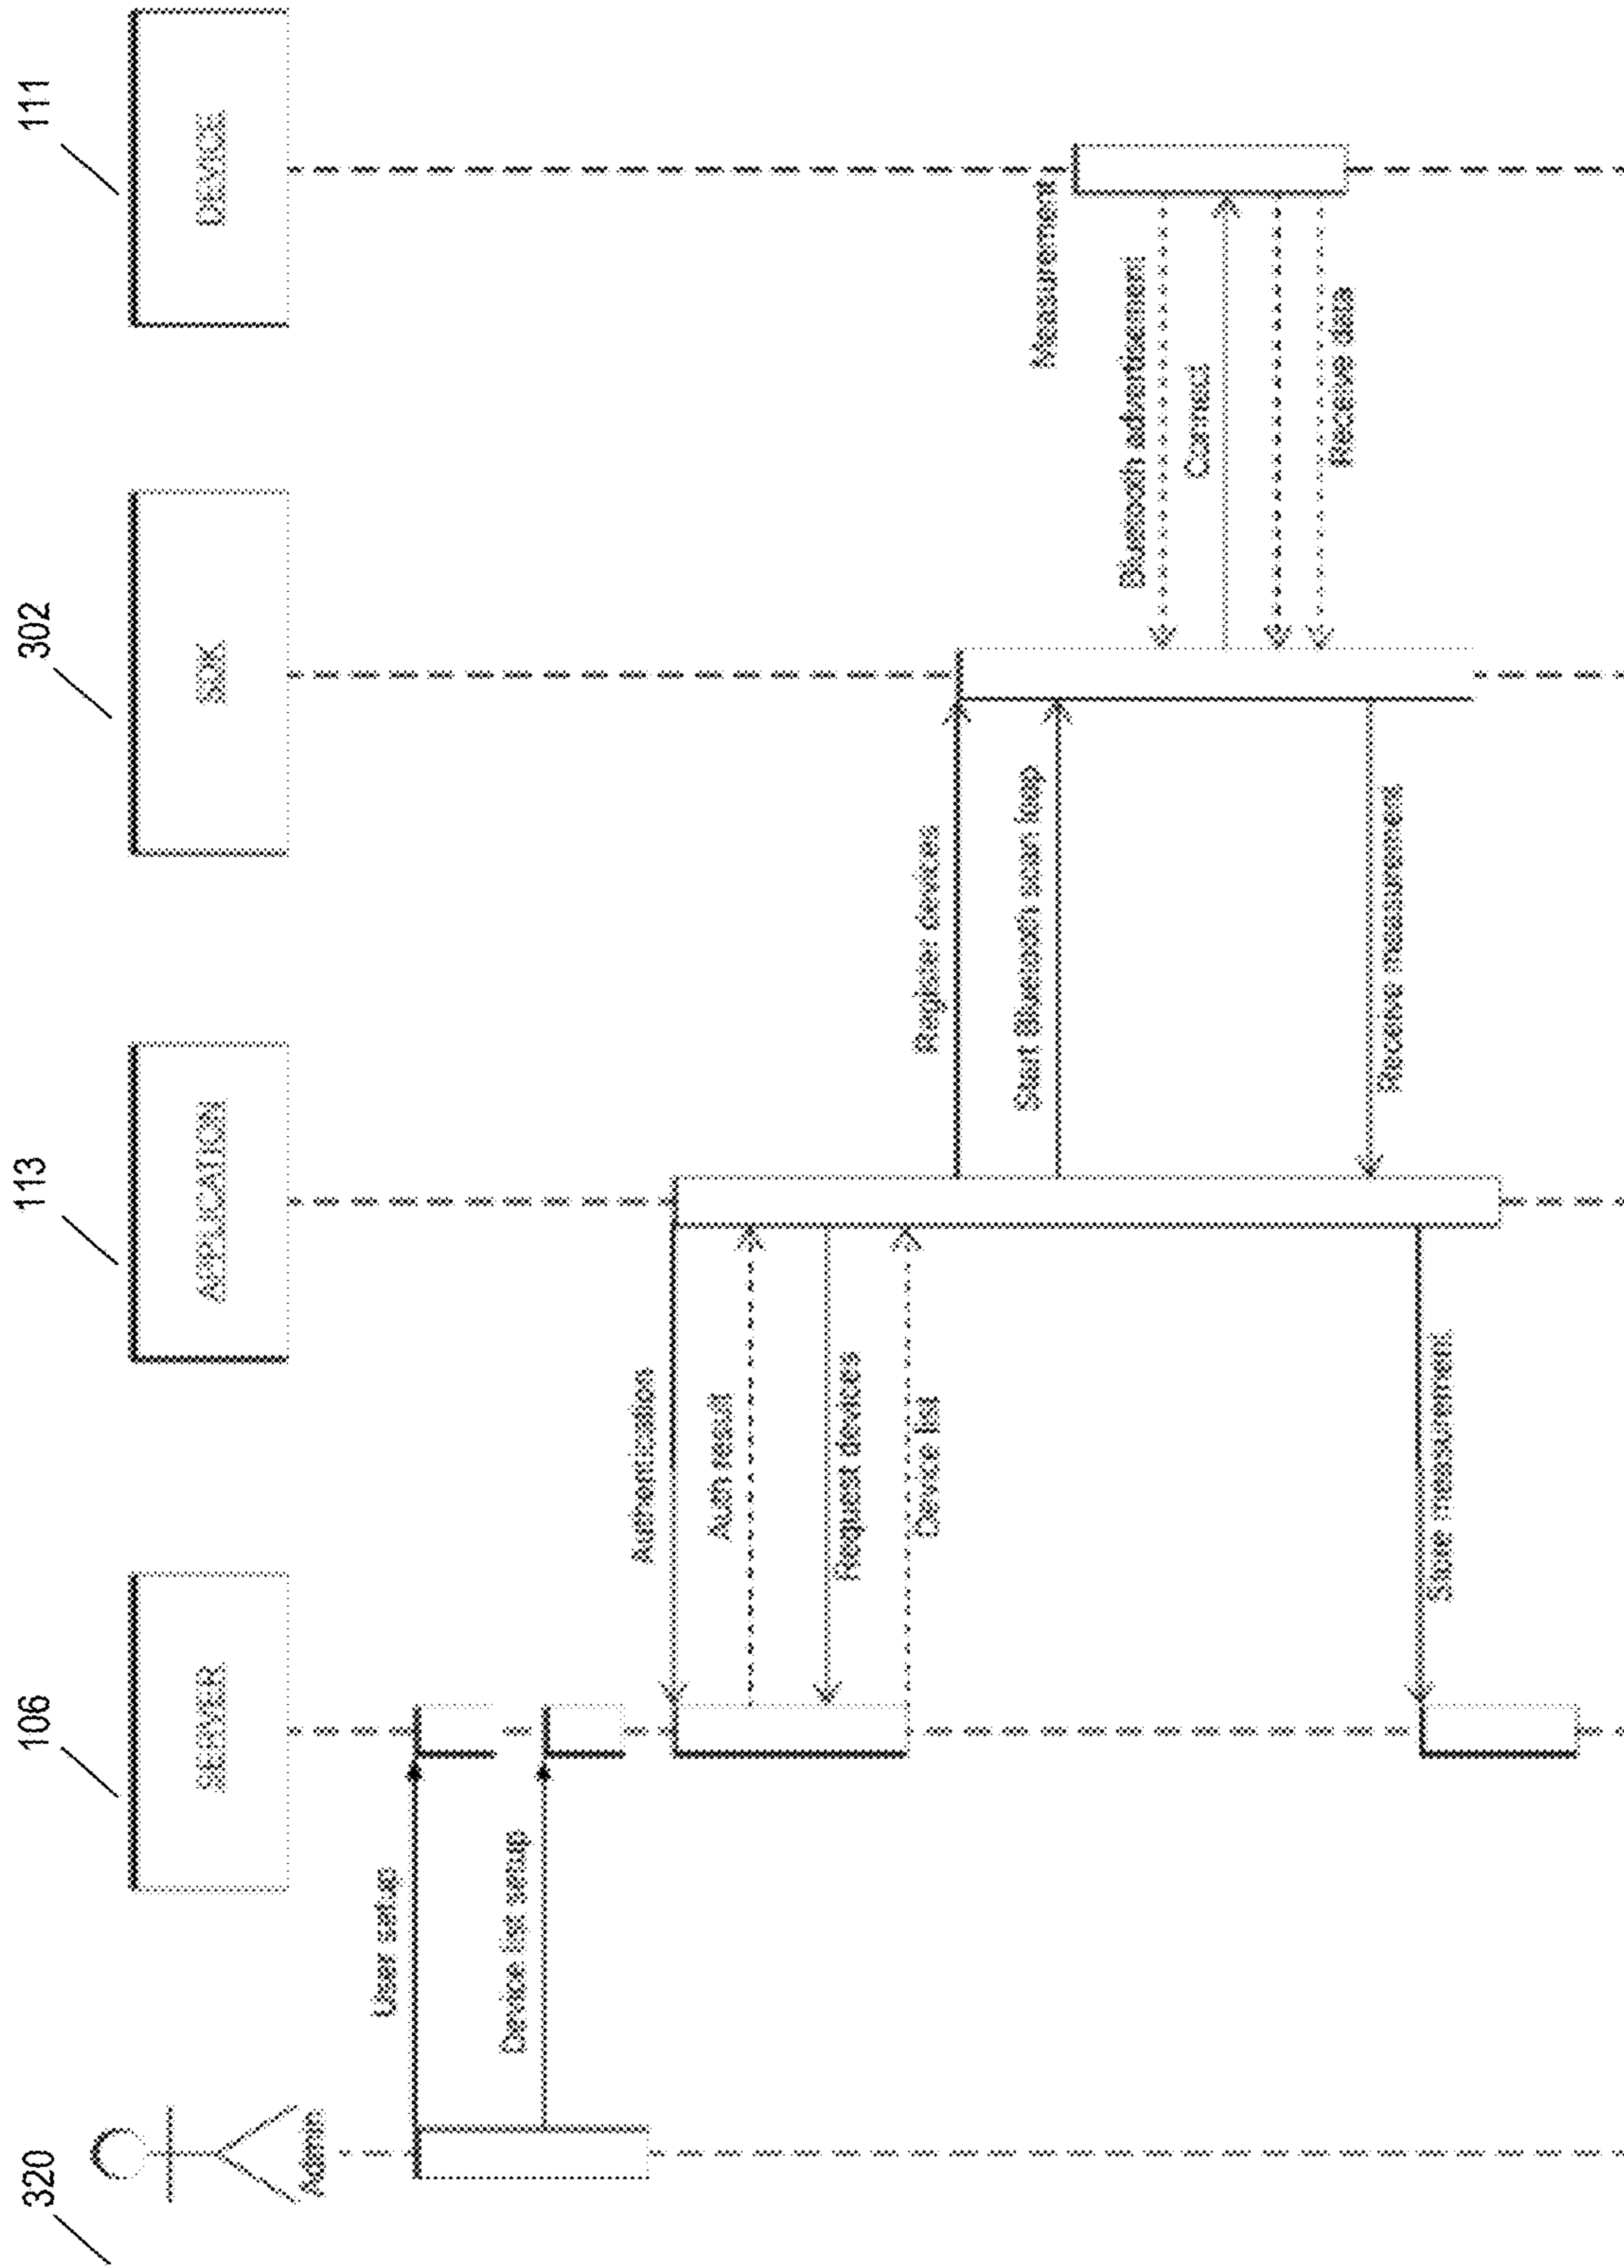 320
106
113
302
111
Admin
SERVER
APPLICATION
SDK
DEVICE
User setup
Device list setup
Authentication
Auth result
Request devices
Device list
Register devices
Start Bluetooth scan loop
Measurement
Bluetooth advertisement
Connect
Receive data
Receive measurement
Store measurement